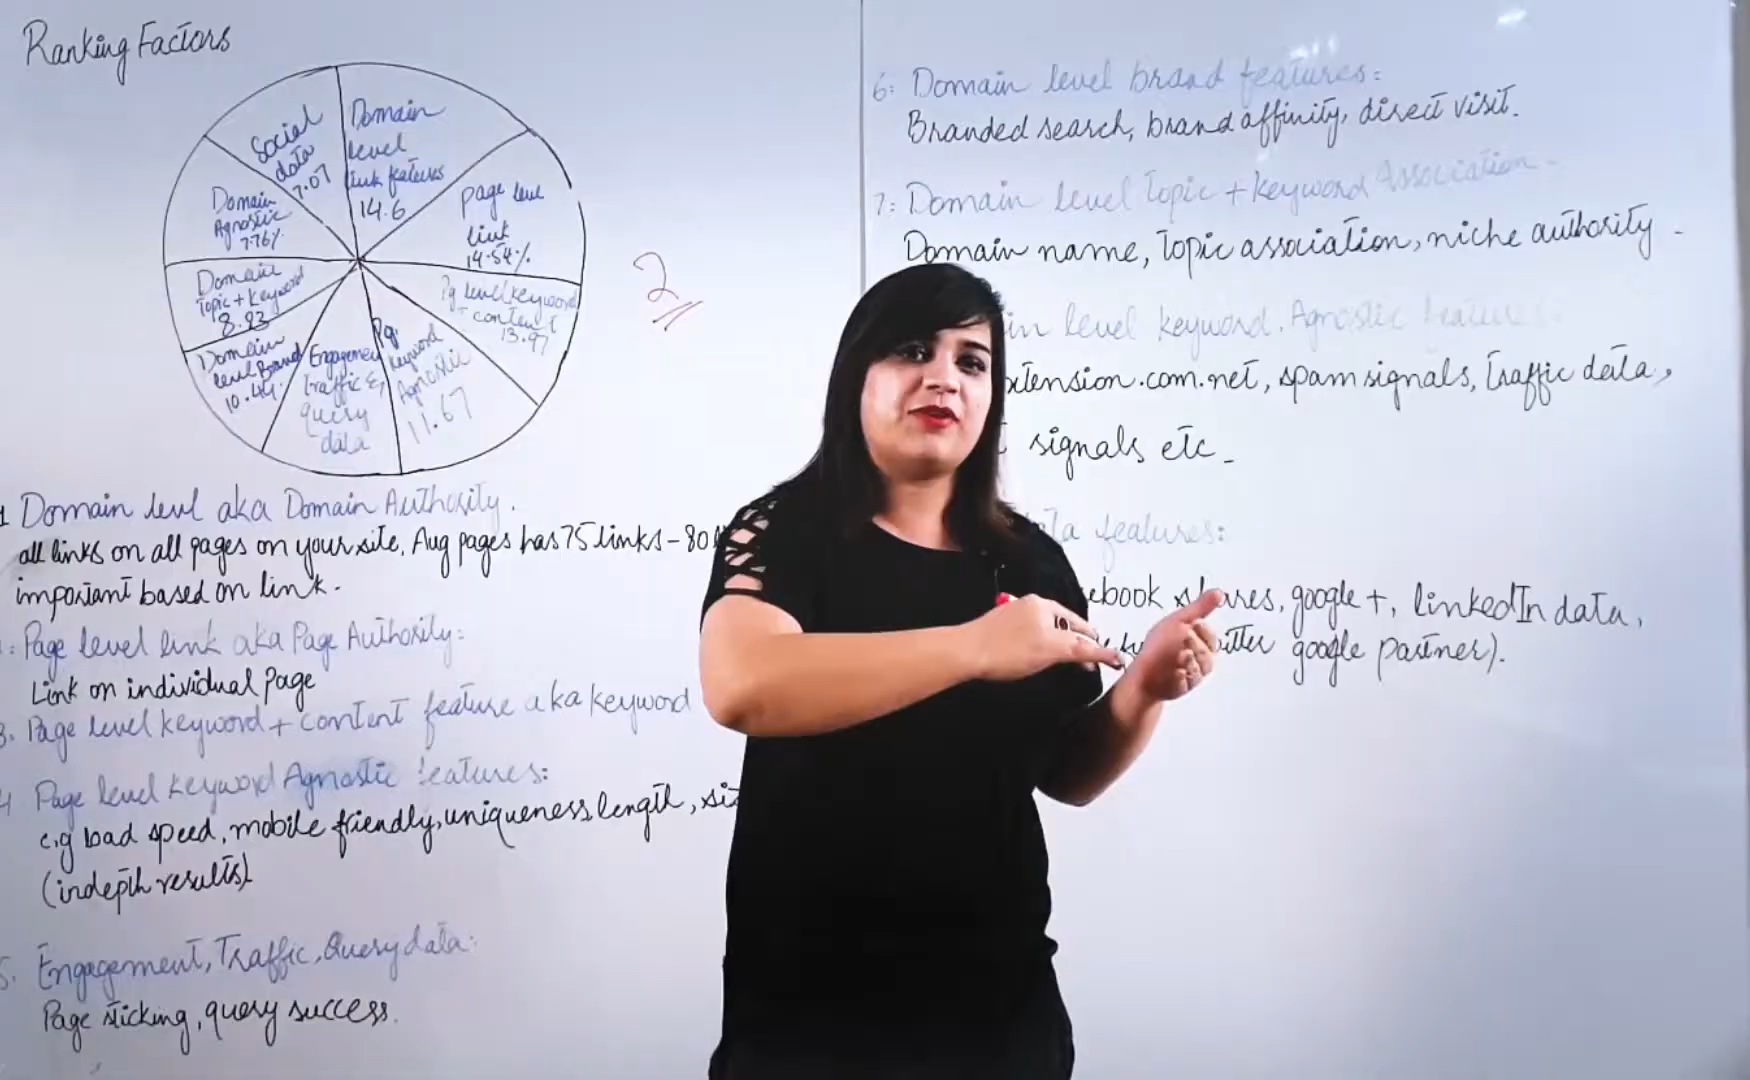 Ranking Factors
Social
data
7.07
Domain
level
link features
14.6
page level
link
14.54%
Pg level keyword
+ content
13.97
Pg.
keyword
Agnostic
11.67
Engagement
Traffic &
query
data
Domain
level Brand
10.44.
Domain
Topic + keyword
8.23
Domain
Agnostic
7.76%
2
1 Domain level aka Domain Authority.
all links on all pages on your site, Aug pages has 75 links - 80
important based on link.
: Page level link aka Page Authority:
Link on individual Page
3. Page level keyword + content feature aka keyword
4 Page level keyword Agnostic features:
e.g load speed, mobile friendly, uniqueness, length,
(indepth results)
5. Engagement, Traffic, Query data:
Page sticking, query success.
6: Domain level brand features:
Branded search, brand affinity, direct visit.
7: Domain level Topic + keyword Association -
Domain name, topic association, niche authority -
in level keyword. Agnostic features
xtension.com.net, spam signals, traffic data,
signals etc -
ta features:
ebook shares, google +, linkedIn data,
itter google partner).